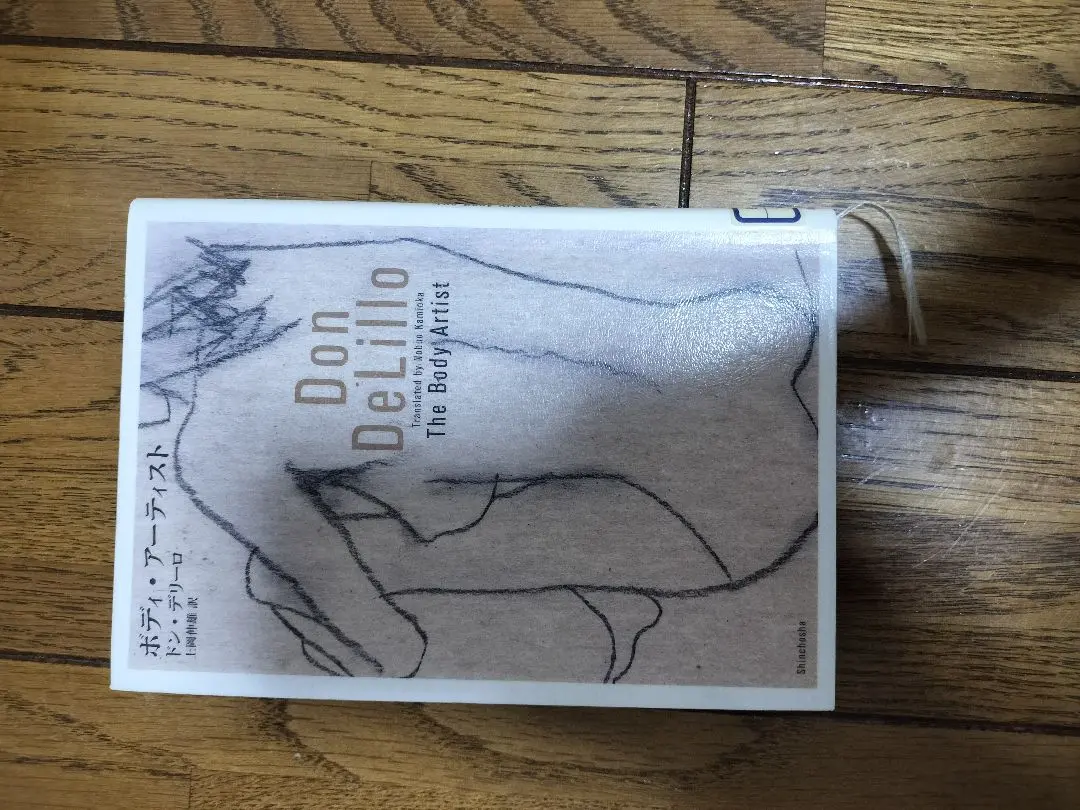 ボディ・アーティスト
ドン・デリーロ
上岡伸雄 訳
Don
DeLillo
Translated by Nobuo Kamioka
The Body Artist
Shinchosha